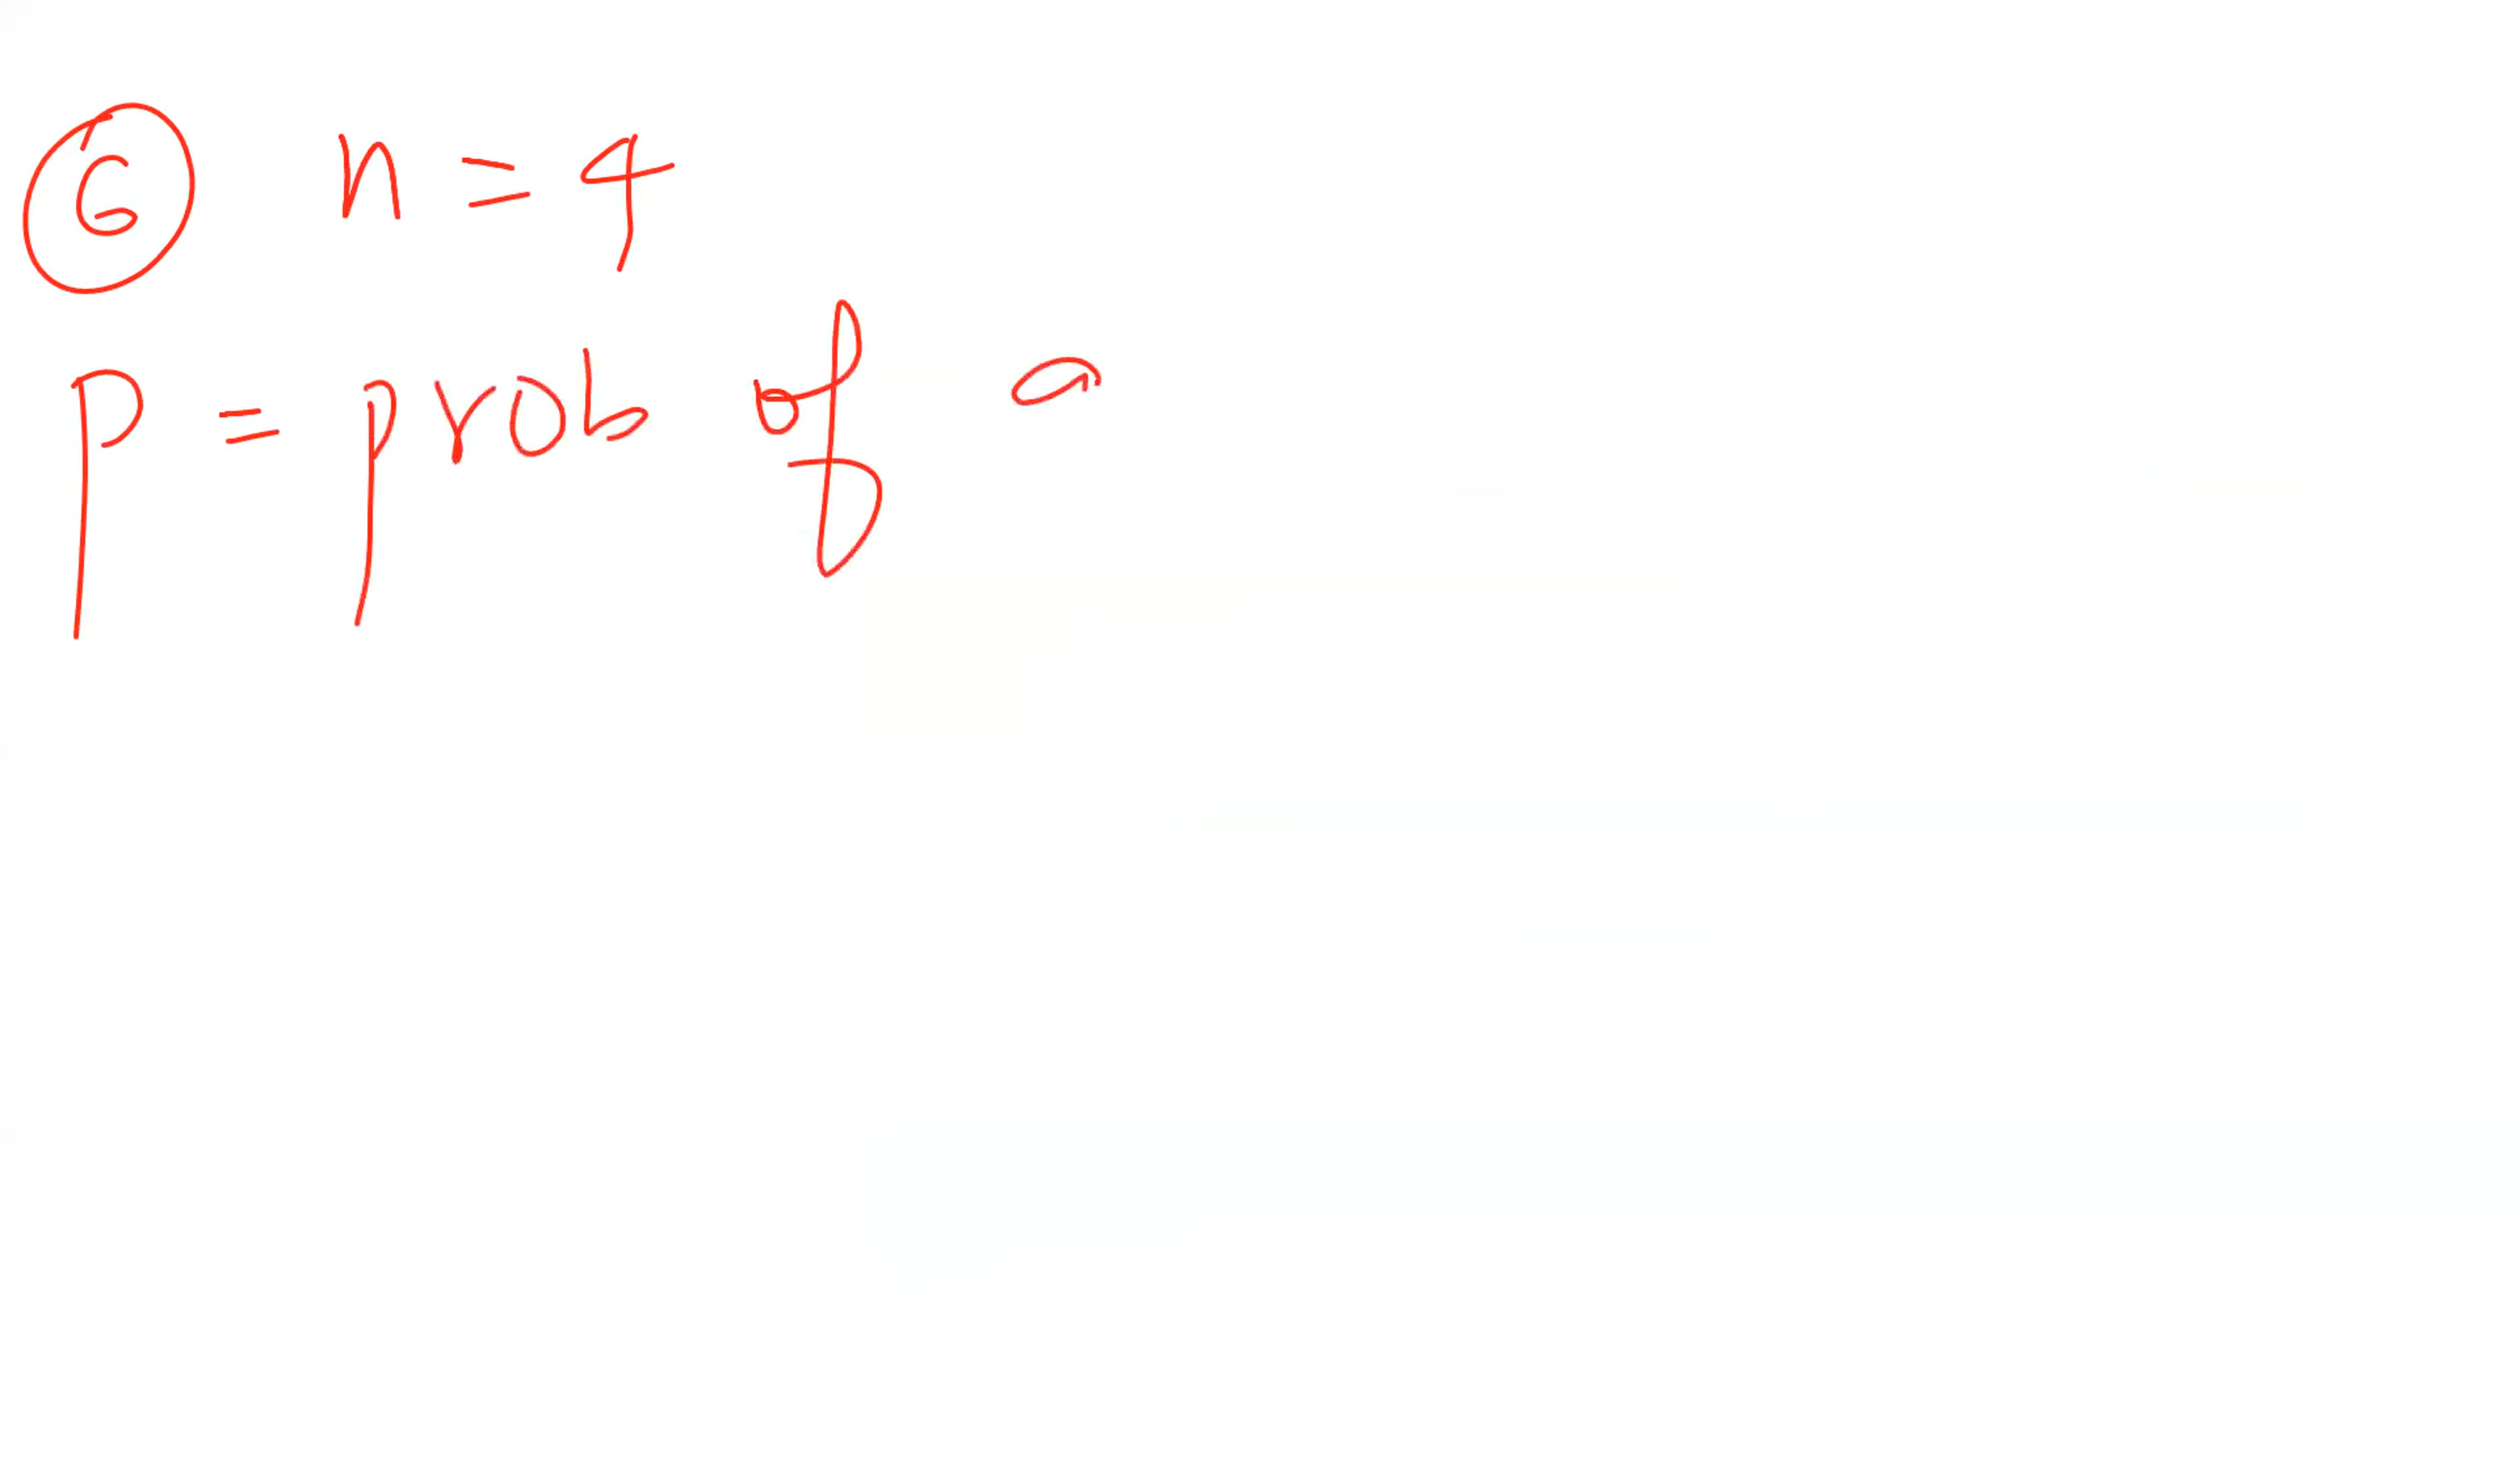 6 n = 4
p = prob of a